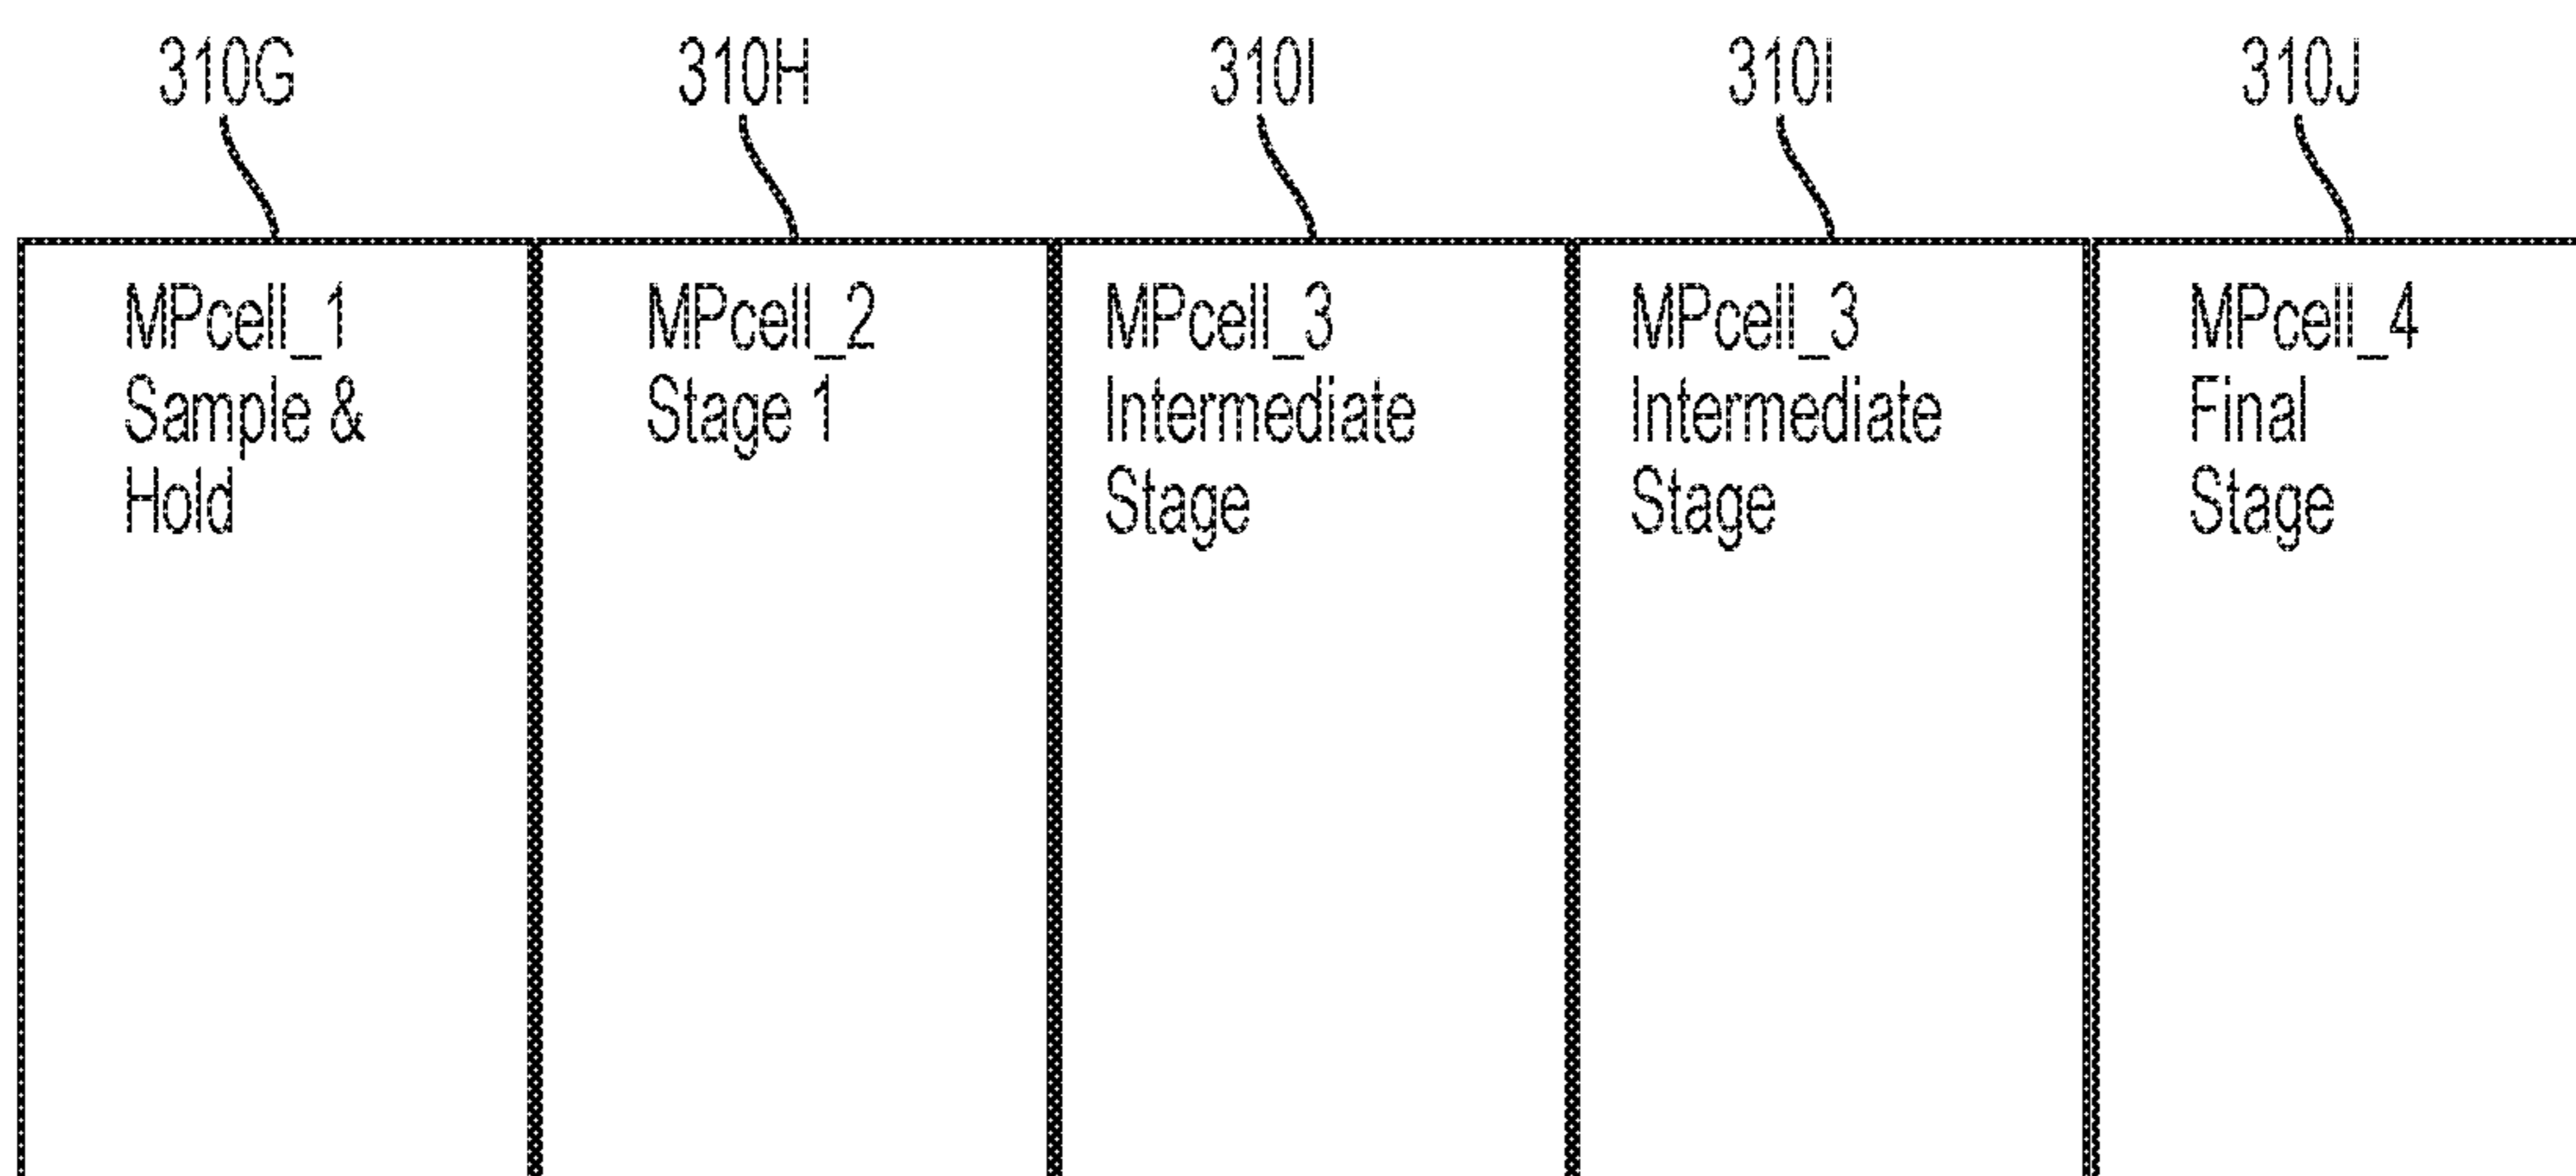 310G 310H 310I 310I 310J
MPcell_1
Sample &
Hold
MPcell_2
Stage 1
MPcell_3
Intermediate
Stage
MPcell_3
Intermediate
Stage
MPcell_4
Final
Stage